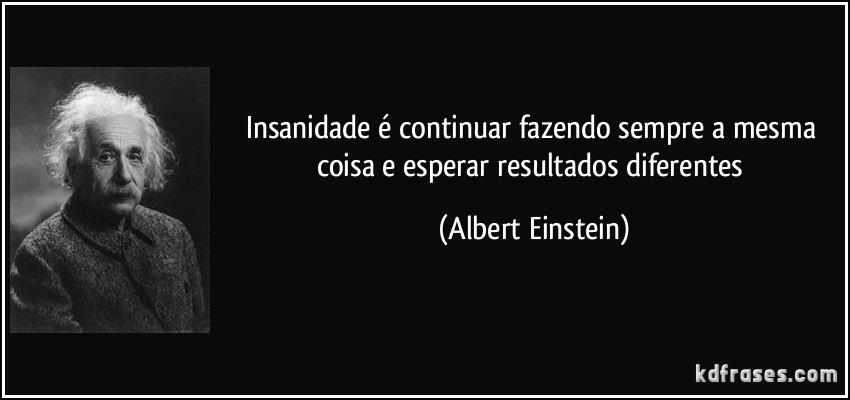 Insanidade é continuar fazendo sempre a mesma
coisa e esperar resultados diferentes
(Albert Einstein)
kdfrases.com